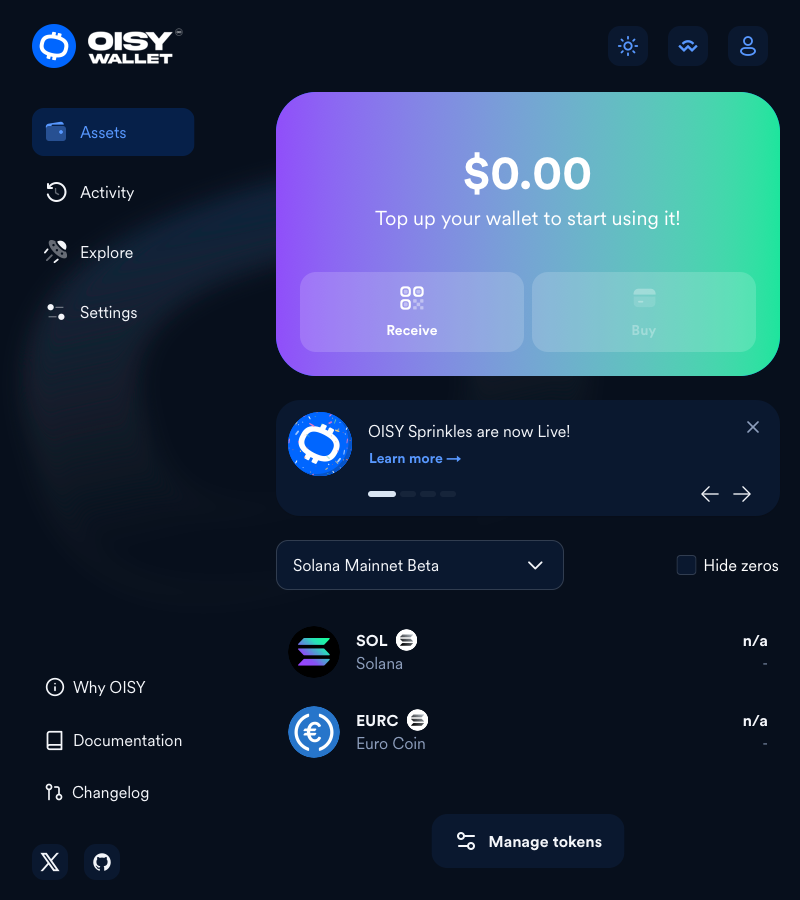 OISY
WALLET
Assets
Activity
Explore
Settings
$0.00
Top up your wallet to start using it!
Receive
Buy
OISY Sprinkles are now Live!
Learn more →
Solana Mainnet Beta
Hide zeros
SOL
n/a
Solana
-
EURC
n/a
Euro Coin
-
Manage tokens
Why OISY
Documentation
Changelog